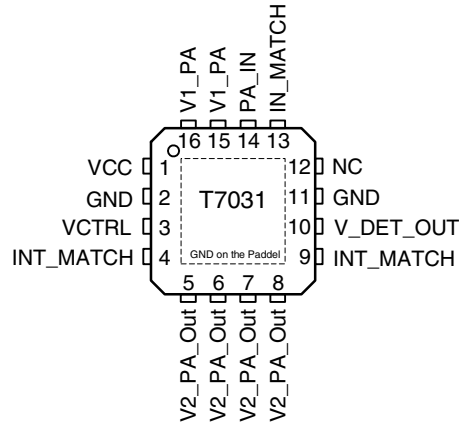 V1_PA
V1_PA
PA_IN
IN_MATCH
16 15 14 13
VCC 1 12 NC
GND 2 T7031 11 GND
VCTRL 3 10 V_DET_OUT
INT_MATCH 4 GND on the Paddel 9 INT_MATCH
5 6 7 8
V2_PA_Out
V2_PA_Out
V2_PA_Out
V2_PA_Out